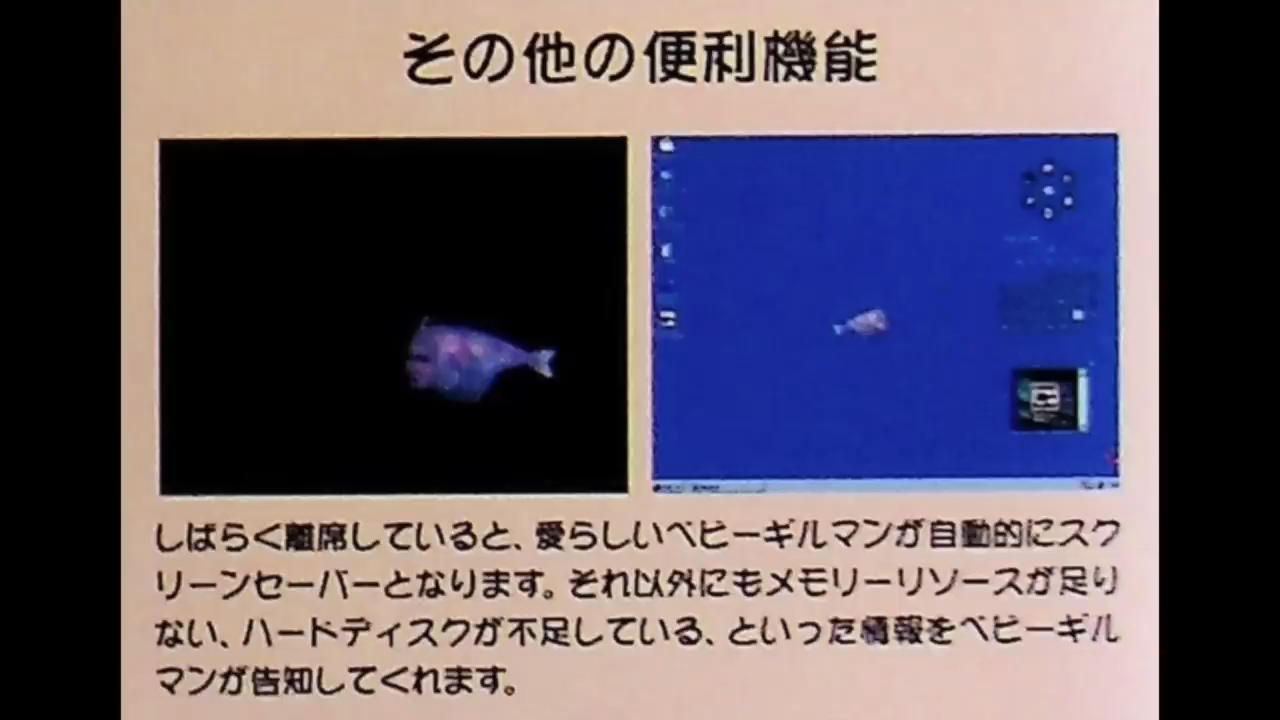 その他の便利機能
しばらく離席していると、愛らしいベビーギルマンが自動的にスク
リーンセーバーとなります。それ以外にもメモリーリソースが足り
ない、ハードディスクが不足している、といった情報をベビーギル
マンが告知してくれます。